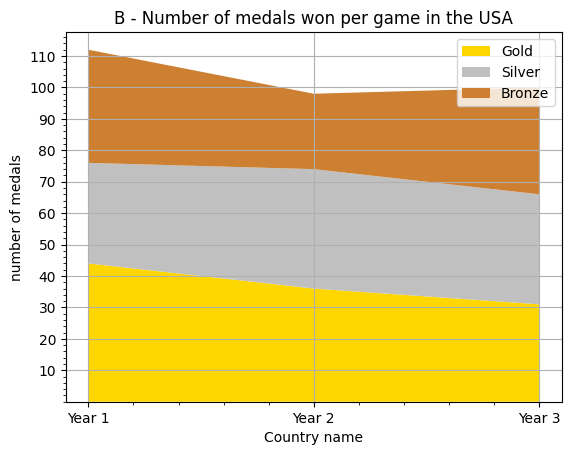 B - Number of medals won per game in the USA
Gold
Silver
Bronze
110
100
90
80
70
60
50
40
30
20
10
number of medals
Year 1
Year 2
Year 3
Country name